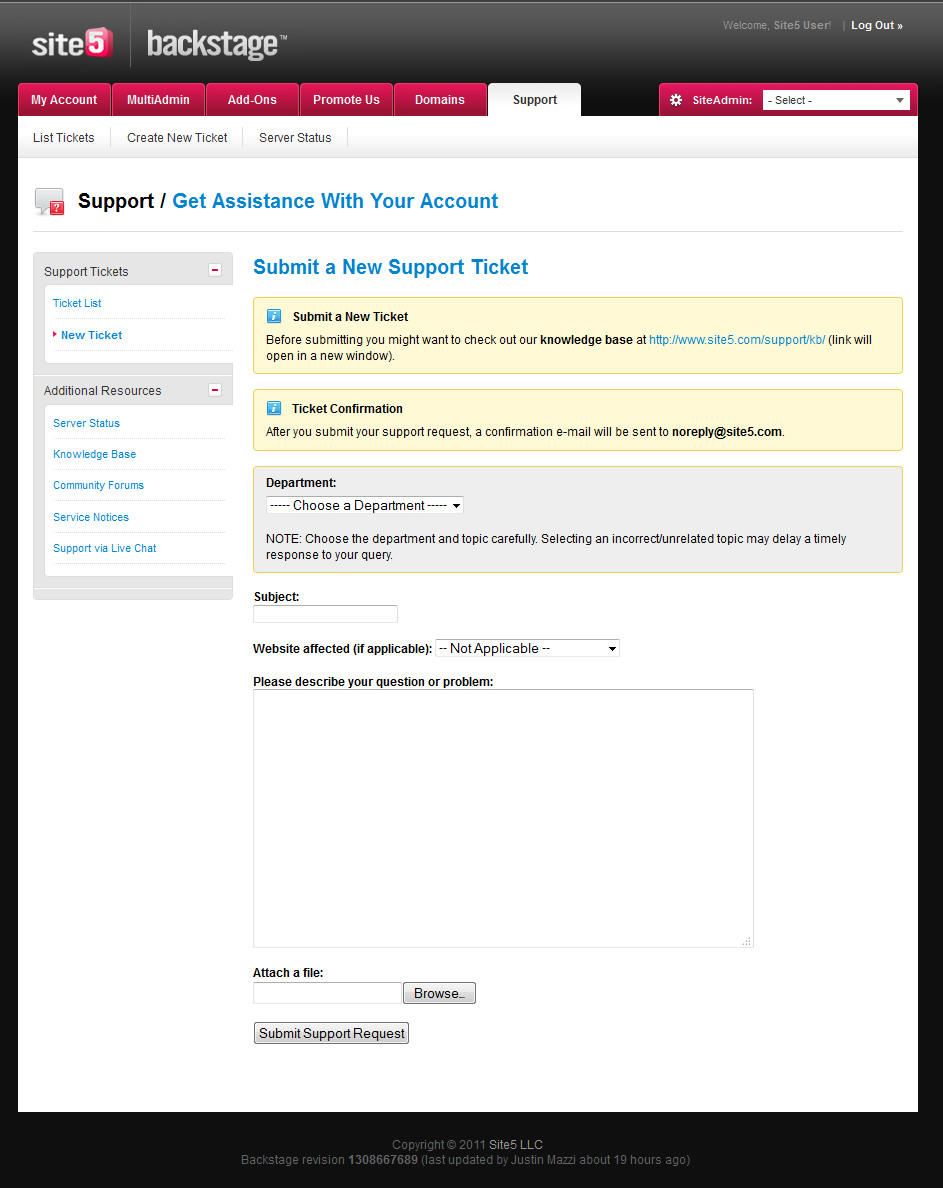 site5 backstage™
Welcome, Site5 User! | Log Out »
My Account MultiAdmin Add-Ons Promote Us Domains Support SiteAdmin: - Select -
List Tickets Create New Ticket Server Status
? Support / Get Assistance With Your Account
Support Tickets
Ticket List
New Ticket
Additional Resources
Server Status
Knowledge Base
Community Forums
Service Notices
Support via Live Chat
Submit a New Support Ticket
i Submit a New Ticket
Before submitting you might want to check out our knowledge base at http://www.site5.com/support/kb/ (link will
open in a new window).
i Ticket Confirmation
After you submit your support request, a confirmation e-mail will be sent to noreply@site5.com.
Department:
----- Choose a Department -----
NOTE: Choose the department and topic carefully. Selecting an incorrect/unrelated topic may delay a timely
response to your query.
Subject:
Website affected (if applicable): -- Not Applicable --
Please describe your question or problem:
Attach a file:
Browse...
Submit Support Request
Copyright © 2011 Site5 LLC
Backstage revision 1308667689 (last updated by Justin Mazzi about 19 hours ago)